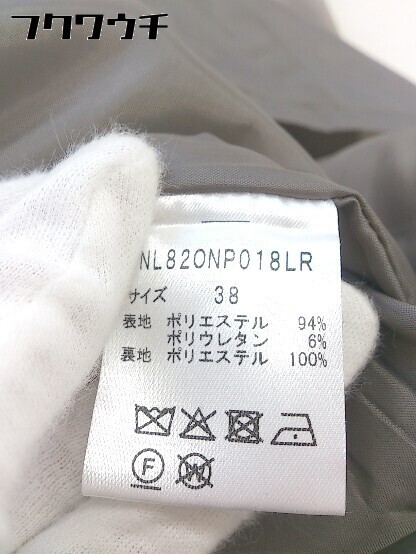 フクワウチ
NL820NP018LR
サイズ 38
表地 ポリエステル 94%
ポリウレタン 6%
裏地 ポリエステル 100%
F
W